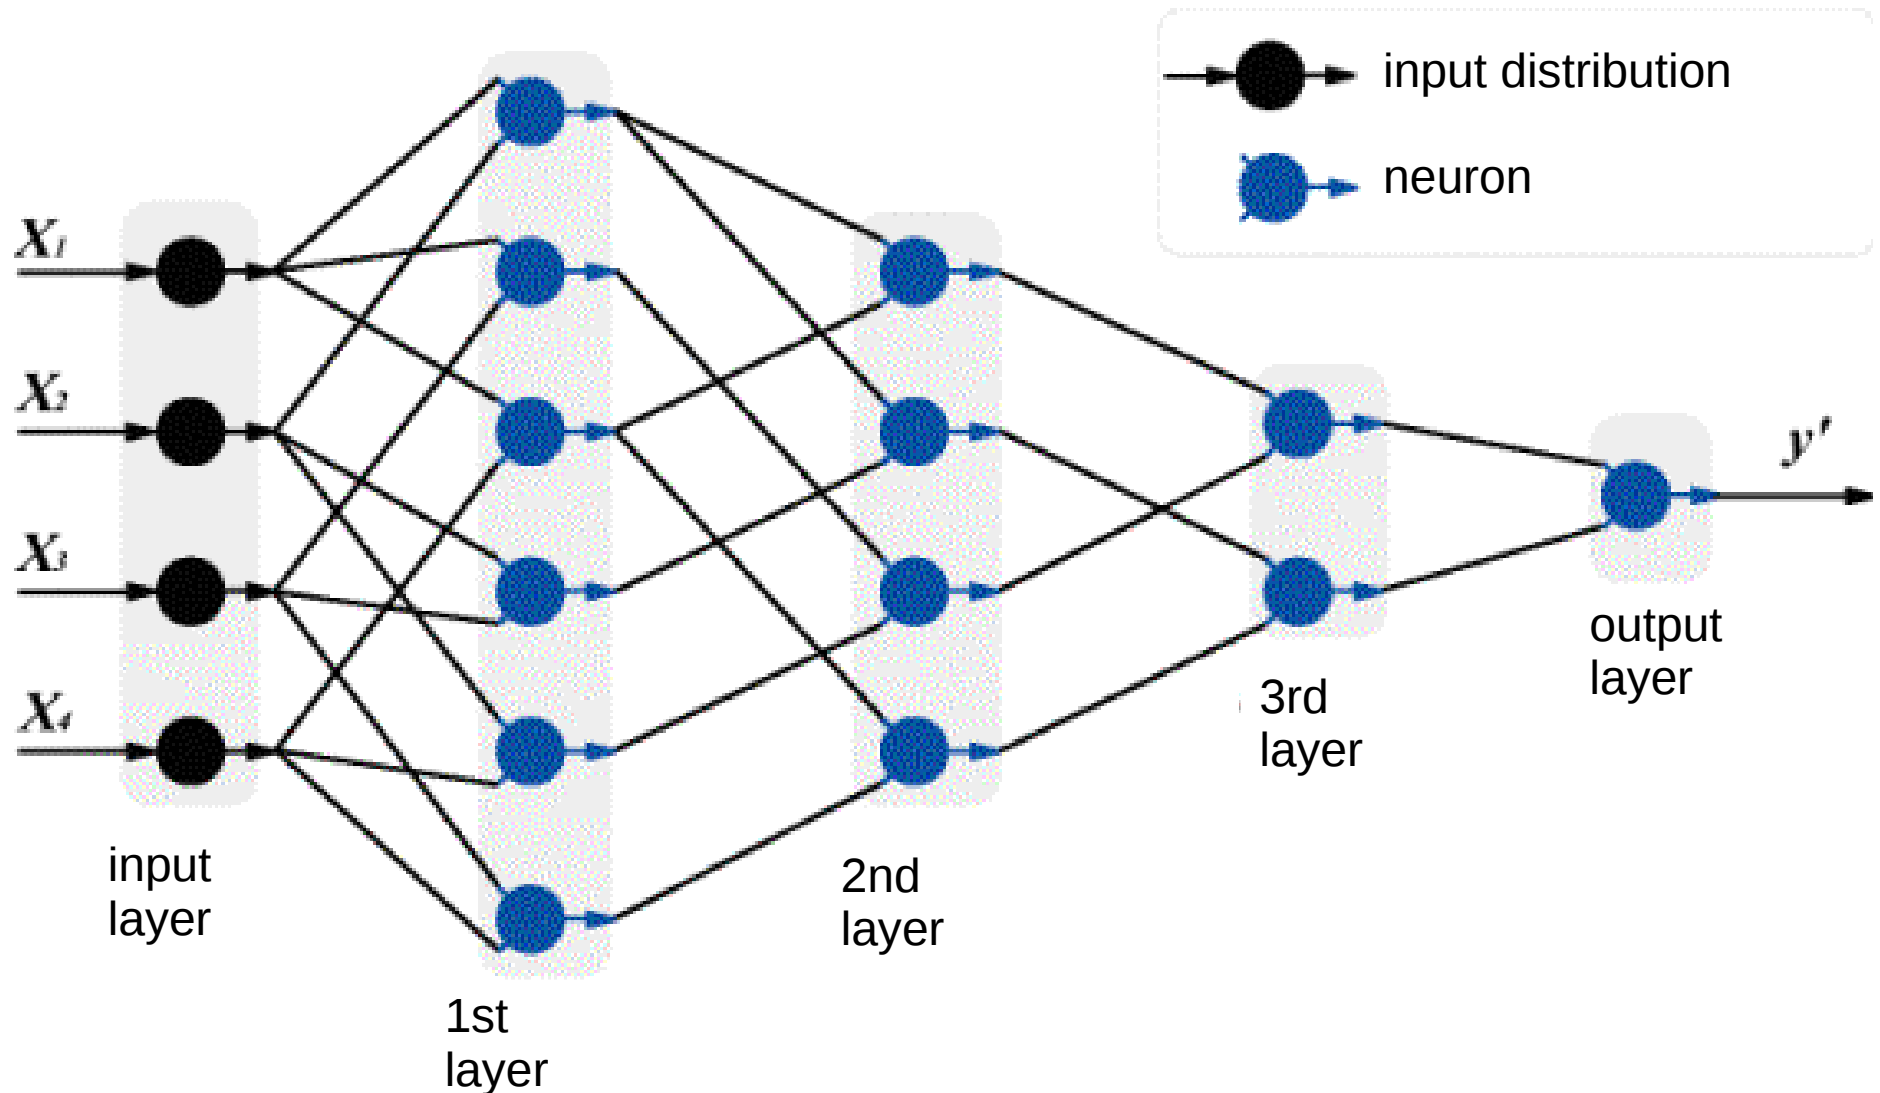 input distribution
neuron
X1
X2
X3
X4
y'
input
layer
1st
layer
2nd
layer
3rd
layer
output
layer